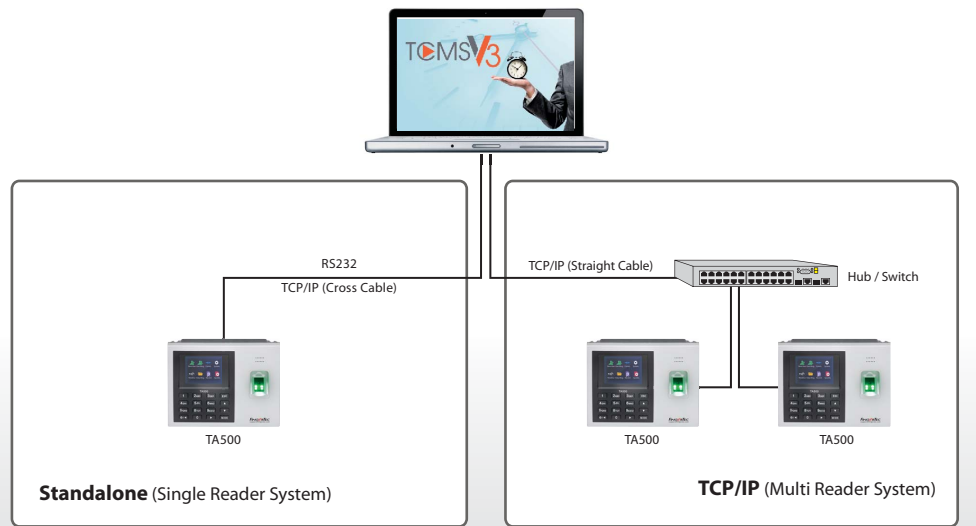 TCMSV3
RS232
TCP/IP (Cross Cable)
TCP/IP (Straight Cable)
Hub / Switch
TA500
TA500
TA500
Standalone (Single Reader System)
TCP/IP (Multi Reader System)